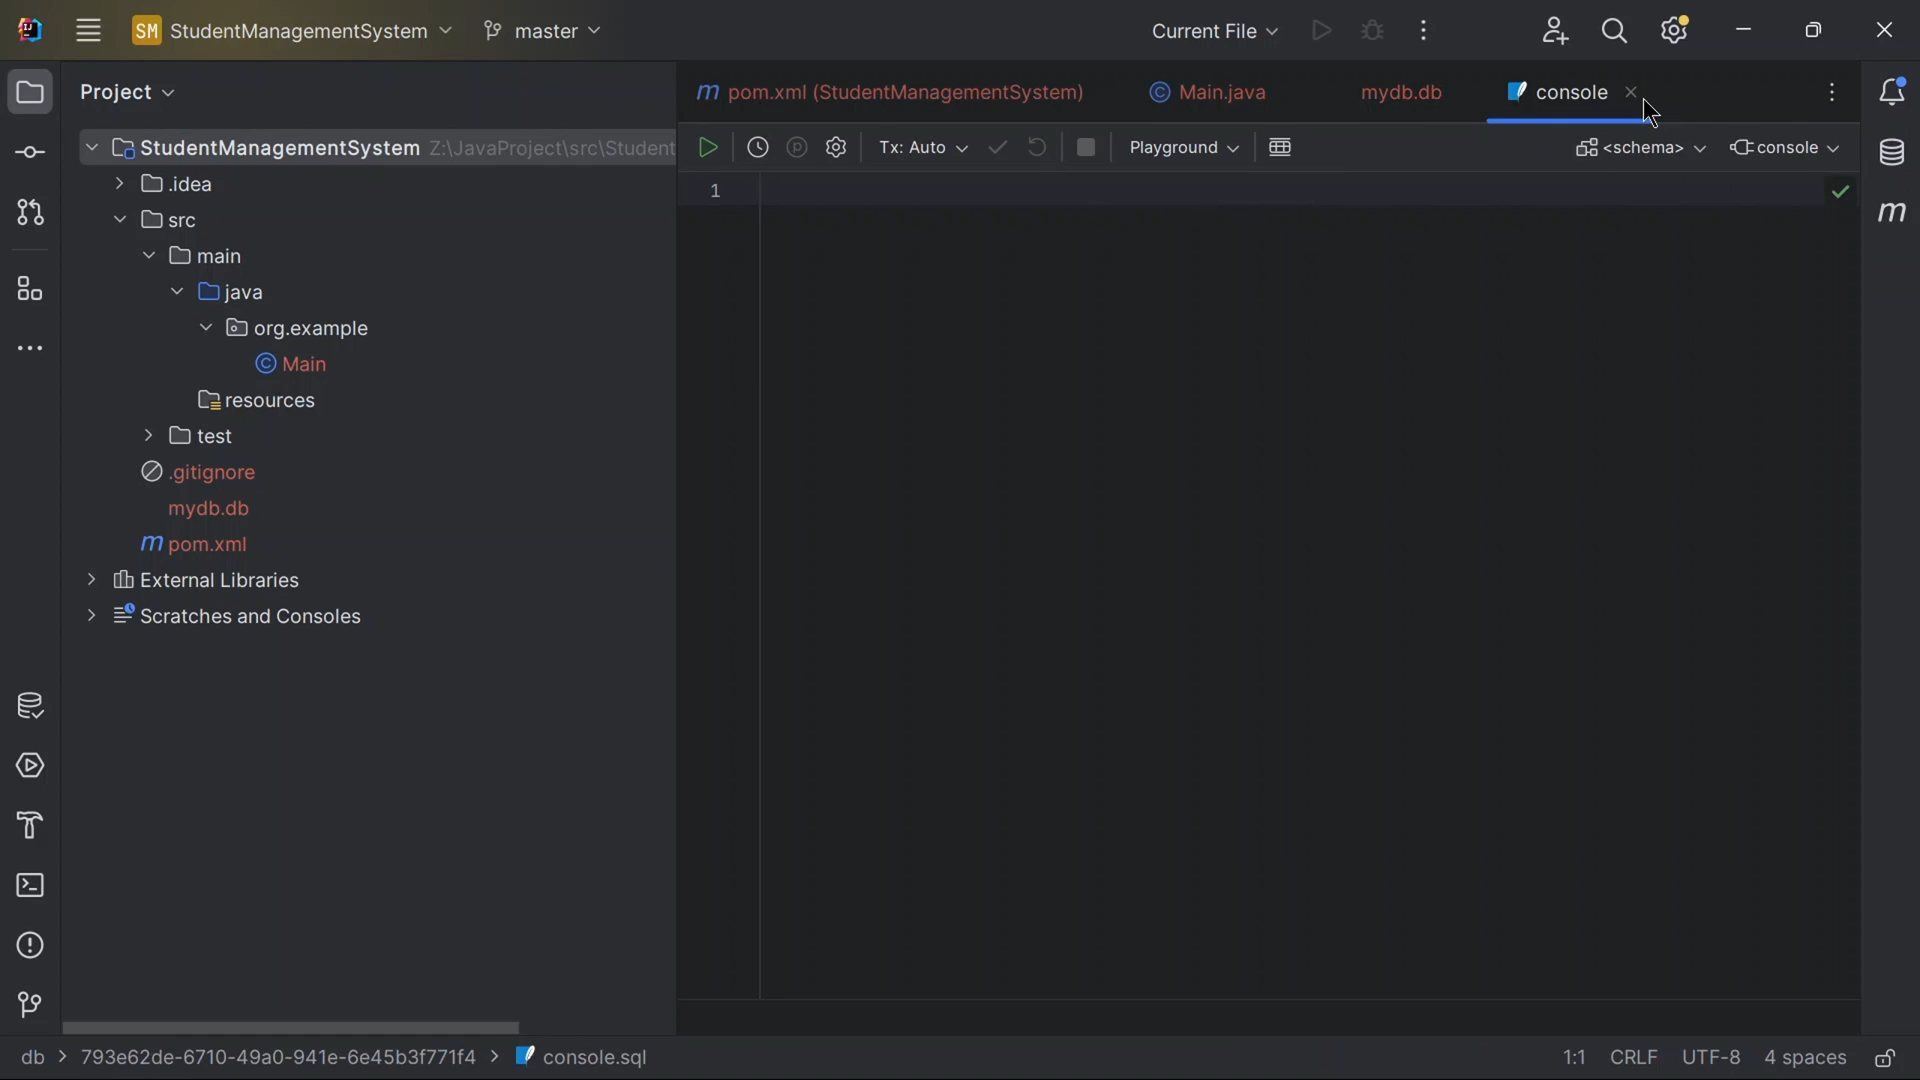 SM StudentManagementSystem master Current File
Project
pom.xml (StudentManagementSystem) Main.java mydb.db console
StudentManagementSystem Z:\JavaProject\src\Student
Tx: Auto Playground <schema> console
.idea
1
src
main
java
org.example
Main
resources
test
.gitignore
mydb.db
m pom.xml
External Libraries
Scratches and Consoles
db > 793e62de-6710-49a0-941e-6e45b3f771f4 > console.sql 1:1 CRLF UTF-8 4 spaces